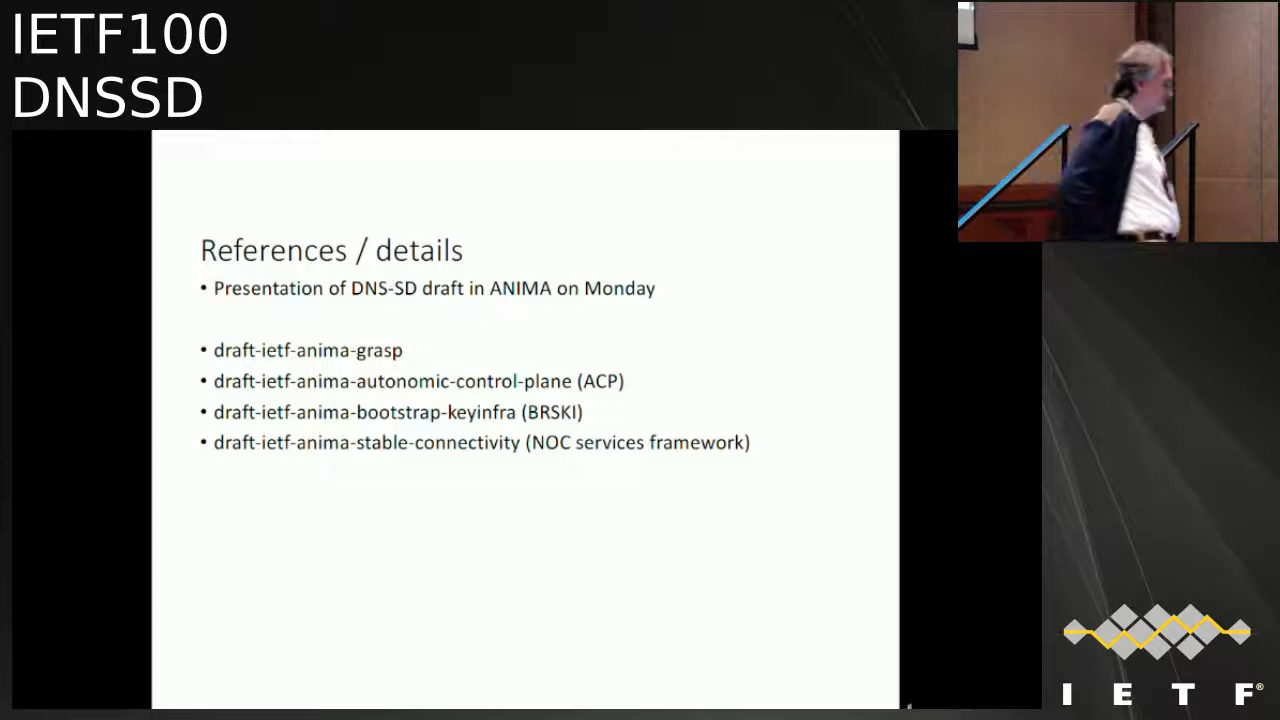 IETF100
DNSSD
References / details
• Presentation of DNS-SD draft in ANIMA on Monday
• draft-ietf-anima-grasp
• draft-ietf-anima-autonomic-control-plane (ACP)
• draft-ietf-anima-bootstrap-keyinfra (BRSKI)
• draft-ietf-anima-stable-connectivity (NOC services framework)
I E T F®